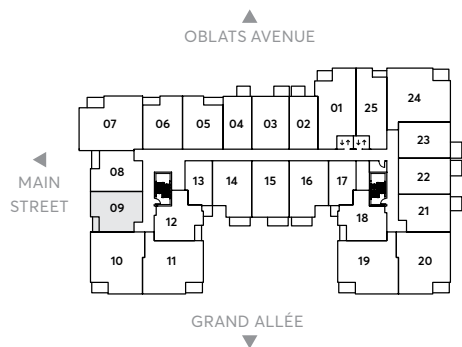 OBLATS AVENUE
01 25 24
07 06 05 04 03 02
23
MAIN
STREET
08 13 14 15 16 17 22
09 12 18 21
10 11 19 20
GRAND ALLÉE